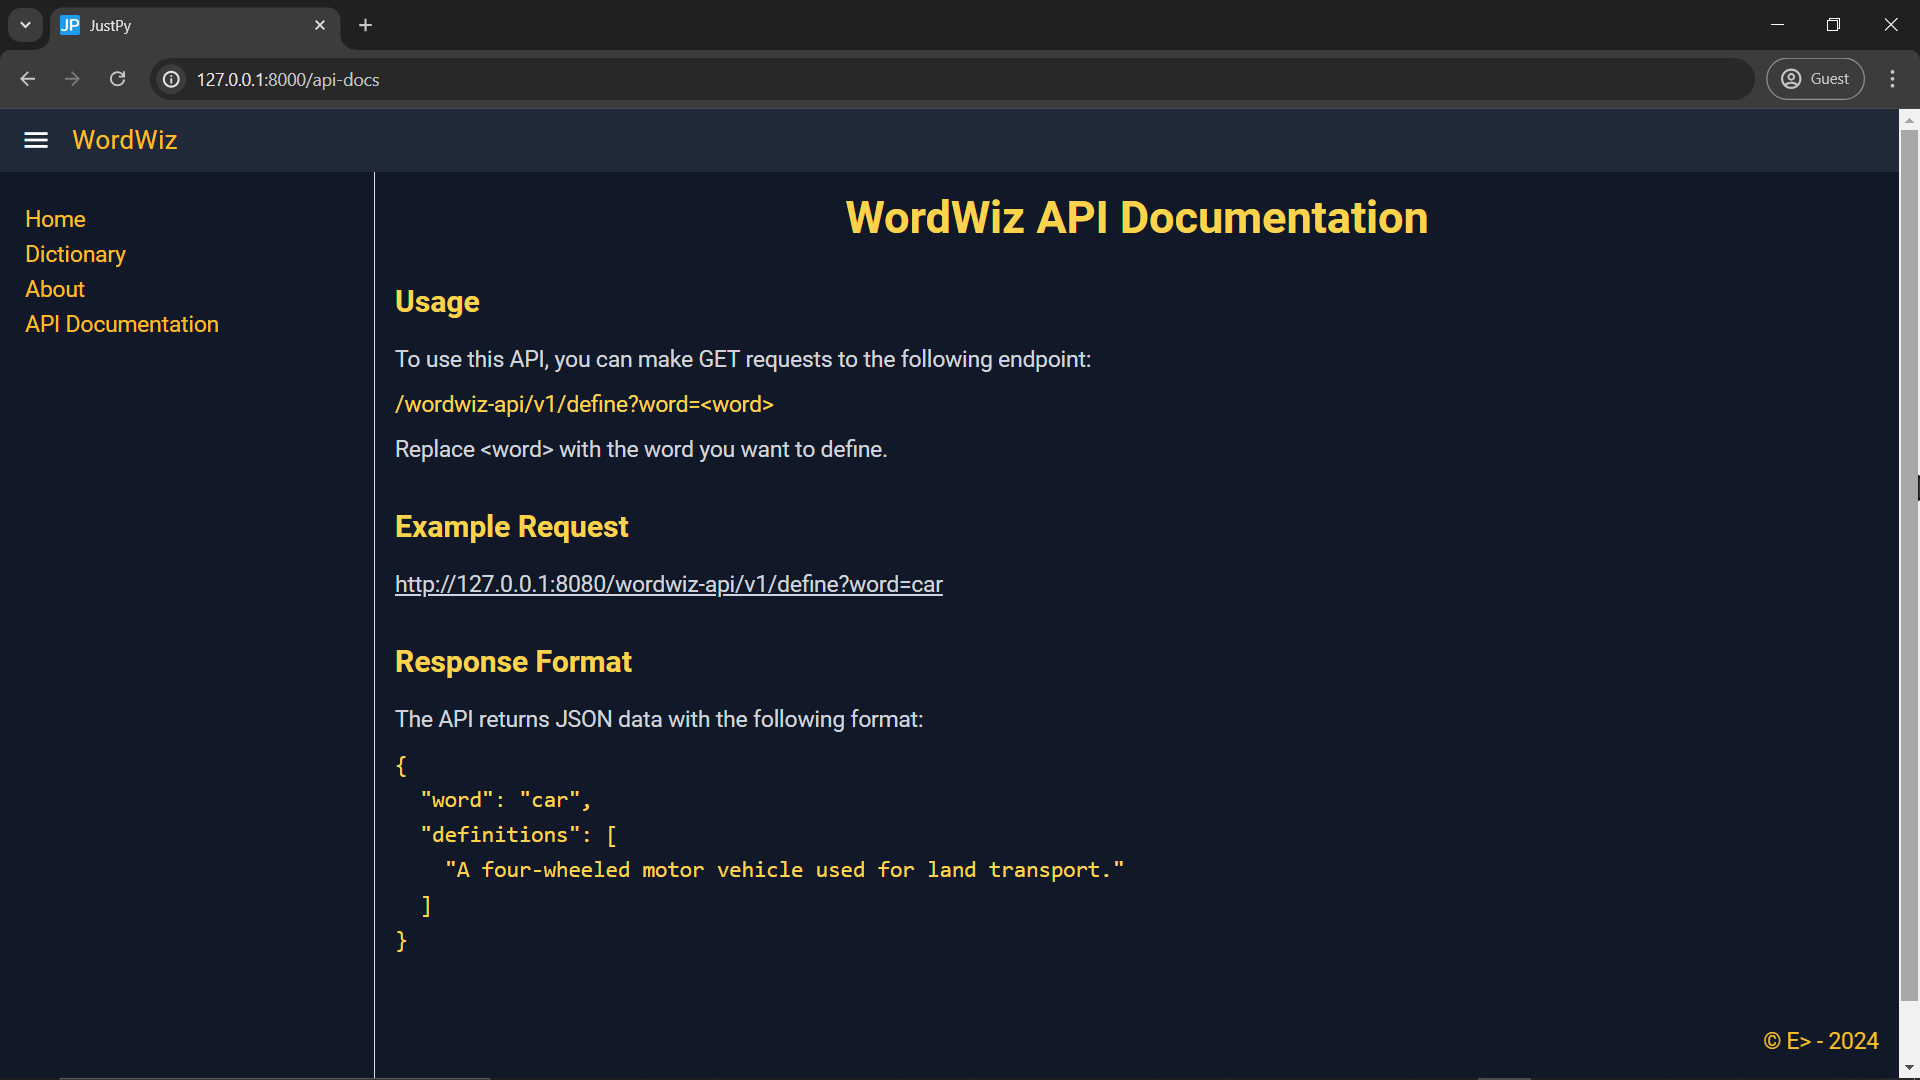 JP JustPy
127.0.0.1:8000/api-docs
Guest
WordWiz
Home
Dictionary
About
API Documentation
WordWiz API Documentation
Usage
To use this API, you can make GET requests to the following endpoint:
/wordwiz-api/v1/define?word=<word>
Replace <word> with the word you want to define.
Example Request
http://127.0.0.1:8080/wordwiz-api/v1/define?word=car
Response Format
The API returns JSON data with the following format:
{
"word": "car",
"definitions": [
"A four-wheeled motor vehicle used for land transport."
]
}
© E> - 2024